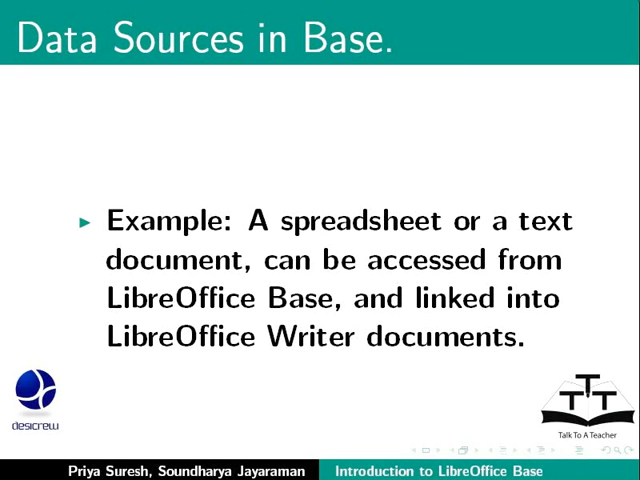 Data Sources in Base.
Example: A spreadsheet or a text
document, can be accessed from
LibreOffice Base, and linked into
LibreOffice Writer documents.
desicrew
TTT
Talk To A Teacher
Priya Suresh, Soundharya Jayaraman
Introduction to LibreOffice Base